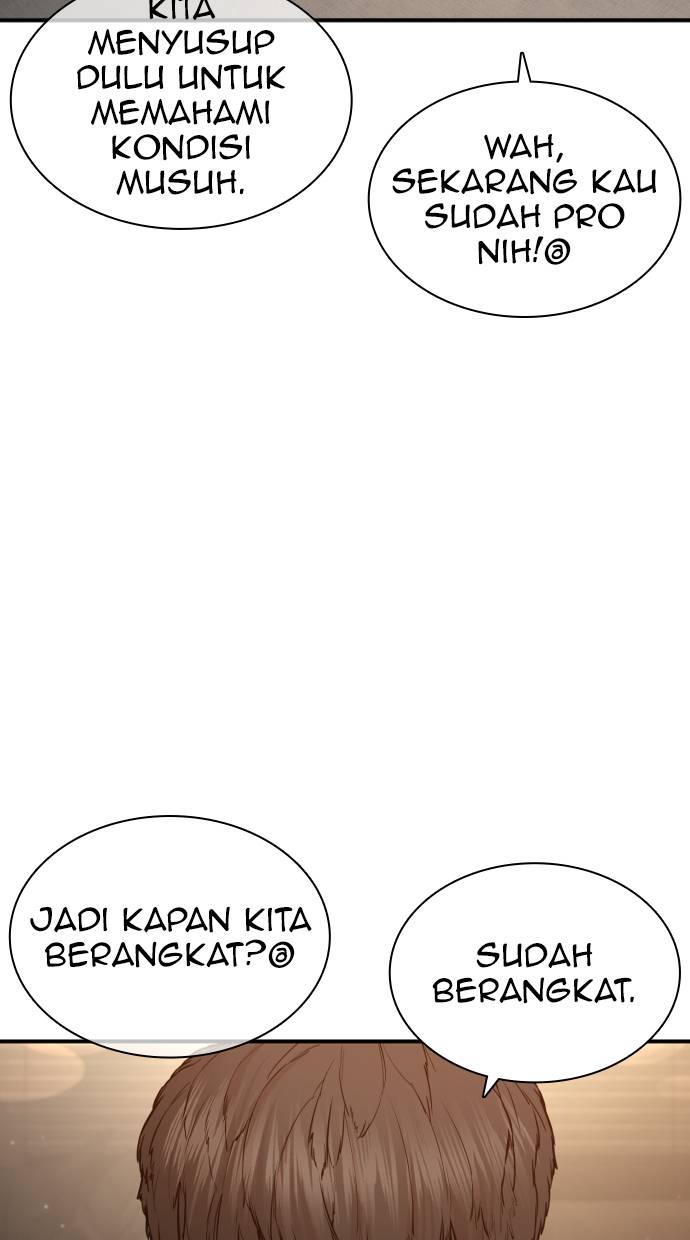 KITA
MENYUSUP
DULU UNTUK
MEMAHAMI
KONDISI
MUSUH.
WAH,
SEKARANG KAU
SUDAH PRO
NIH!@
JADI KAPAN KITA
BERANGKAT?@
SUDAH
BERANGKAT.